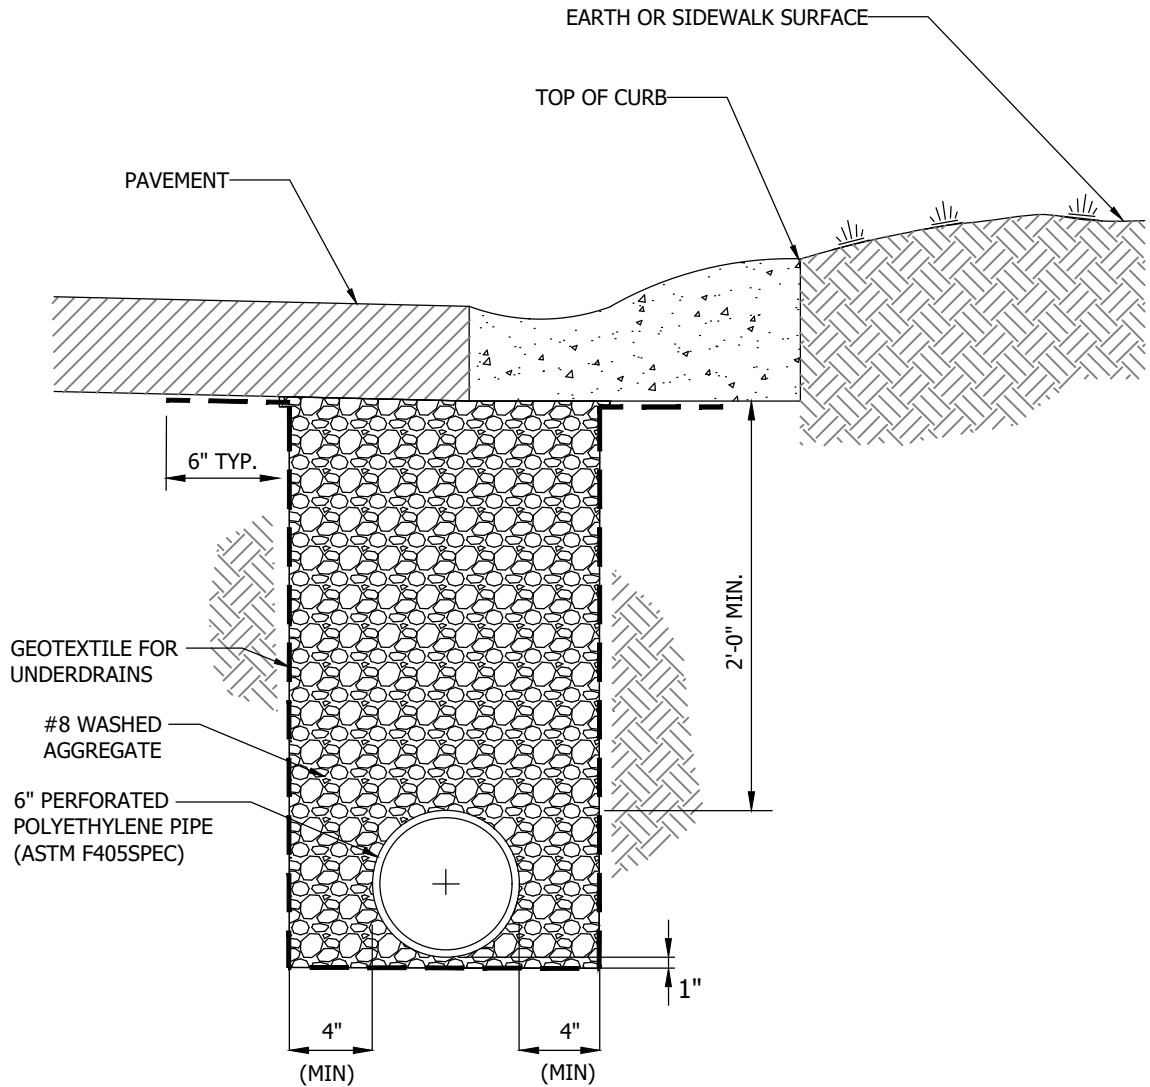 EARTH OR SIDEWALK SURFACE
TOP OF CURB
PAVEMENT
6" TYP.
2'-0" MIN.
GEOTEXTILE FOR
UNDERDRAINS
#8 WASHED
AGGREGATE
6" PERFORATED
POLYETHYLENE PIPE
(ASTM F405SPEC)
1"
4"
(MIN)
4"
(MIN)